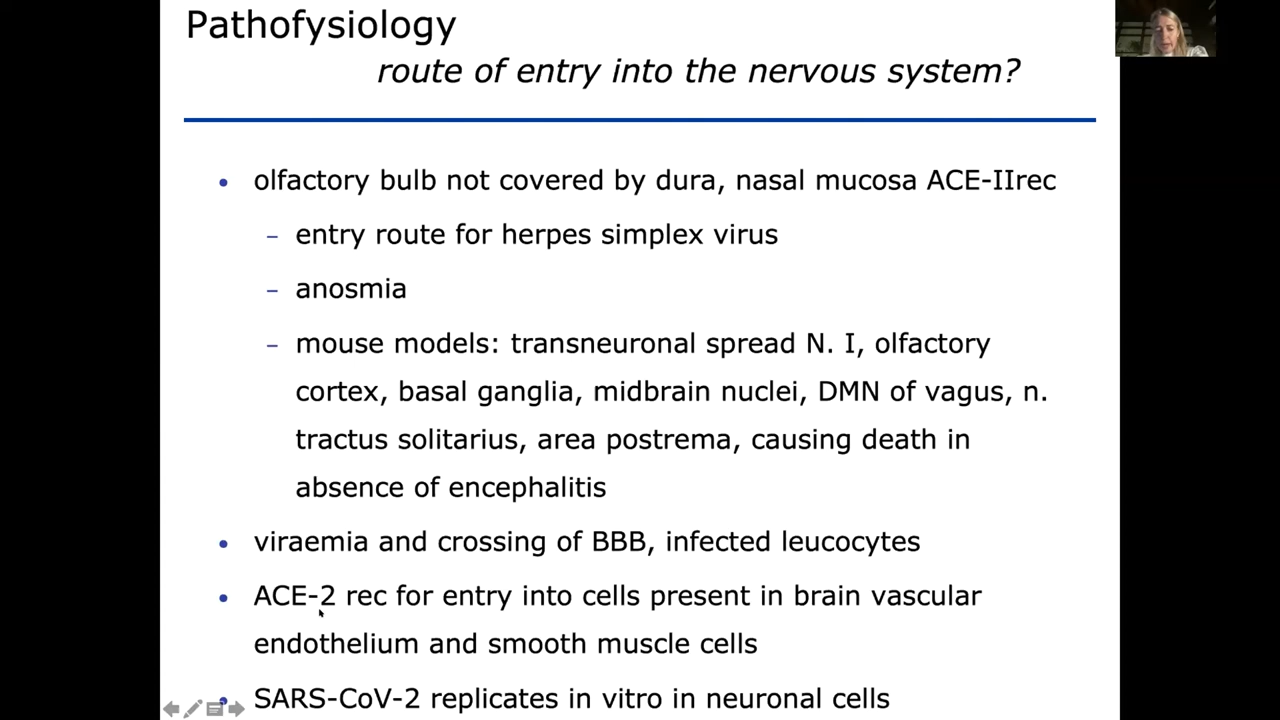 Pathofysiology
route of entry into the nervous system?
• olfactory bulb not covered by dura, nasal mucosa ACE-IIrec
– entry route for herpes simplex virus
– anosmia
– mouse models: transneuronal spread N. I, olfactory
cortex, basal ganglia, midbrain nuclei, DMN of vagus, n.
tractus solitarius, area postrema, causing death in
absence of encephalitis
• viraemia and crossing of BBB, infected leucocytes
• ACE-2 rec for entry into cells present in brain vascular
endothelium and smooth muscle cells
• SARS-CoV-2 replicates in vitro in neuronal cells